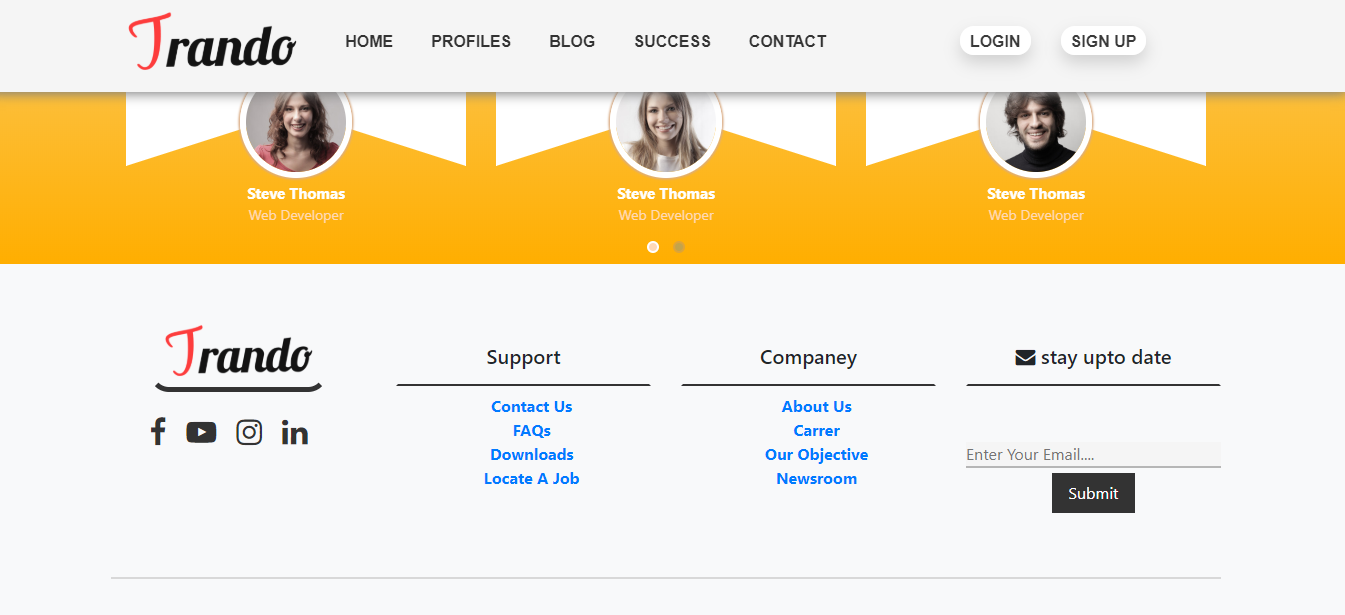 Trando HOME PROFILES BLOG SUCCESS CONTACT LOGIN SIGN UP
Steve Thomas Steve Thomas Steve Thomas
Web Developer Web Developer Web Developer
Trando
Support
Contact Us
FAQs
Downloads
Locate A Job
Companey
About Us
Carrer
Our Objective
Newsroom
stay upto date
Enter Your Email....
Submit